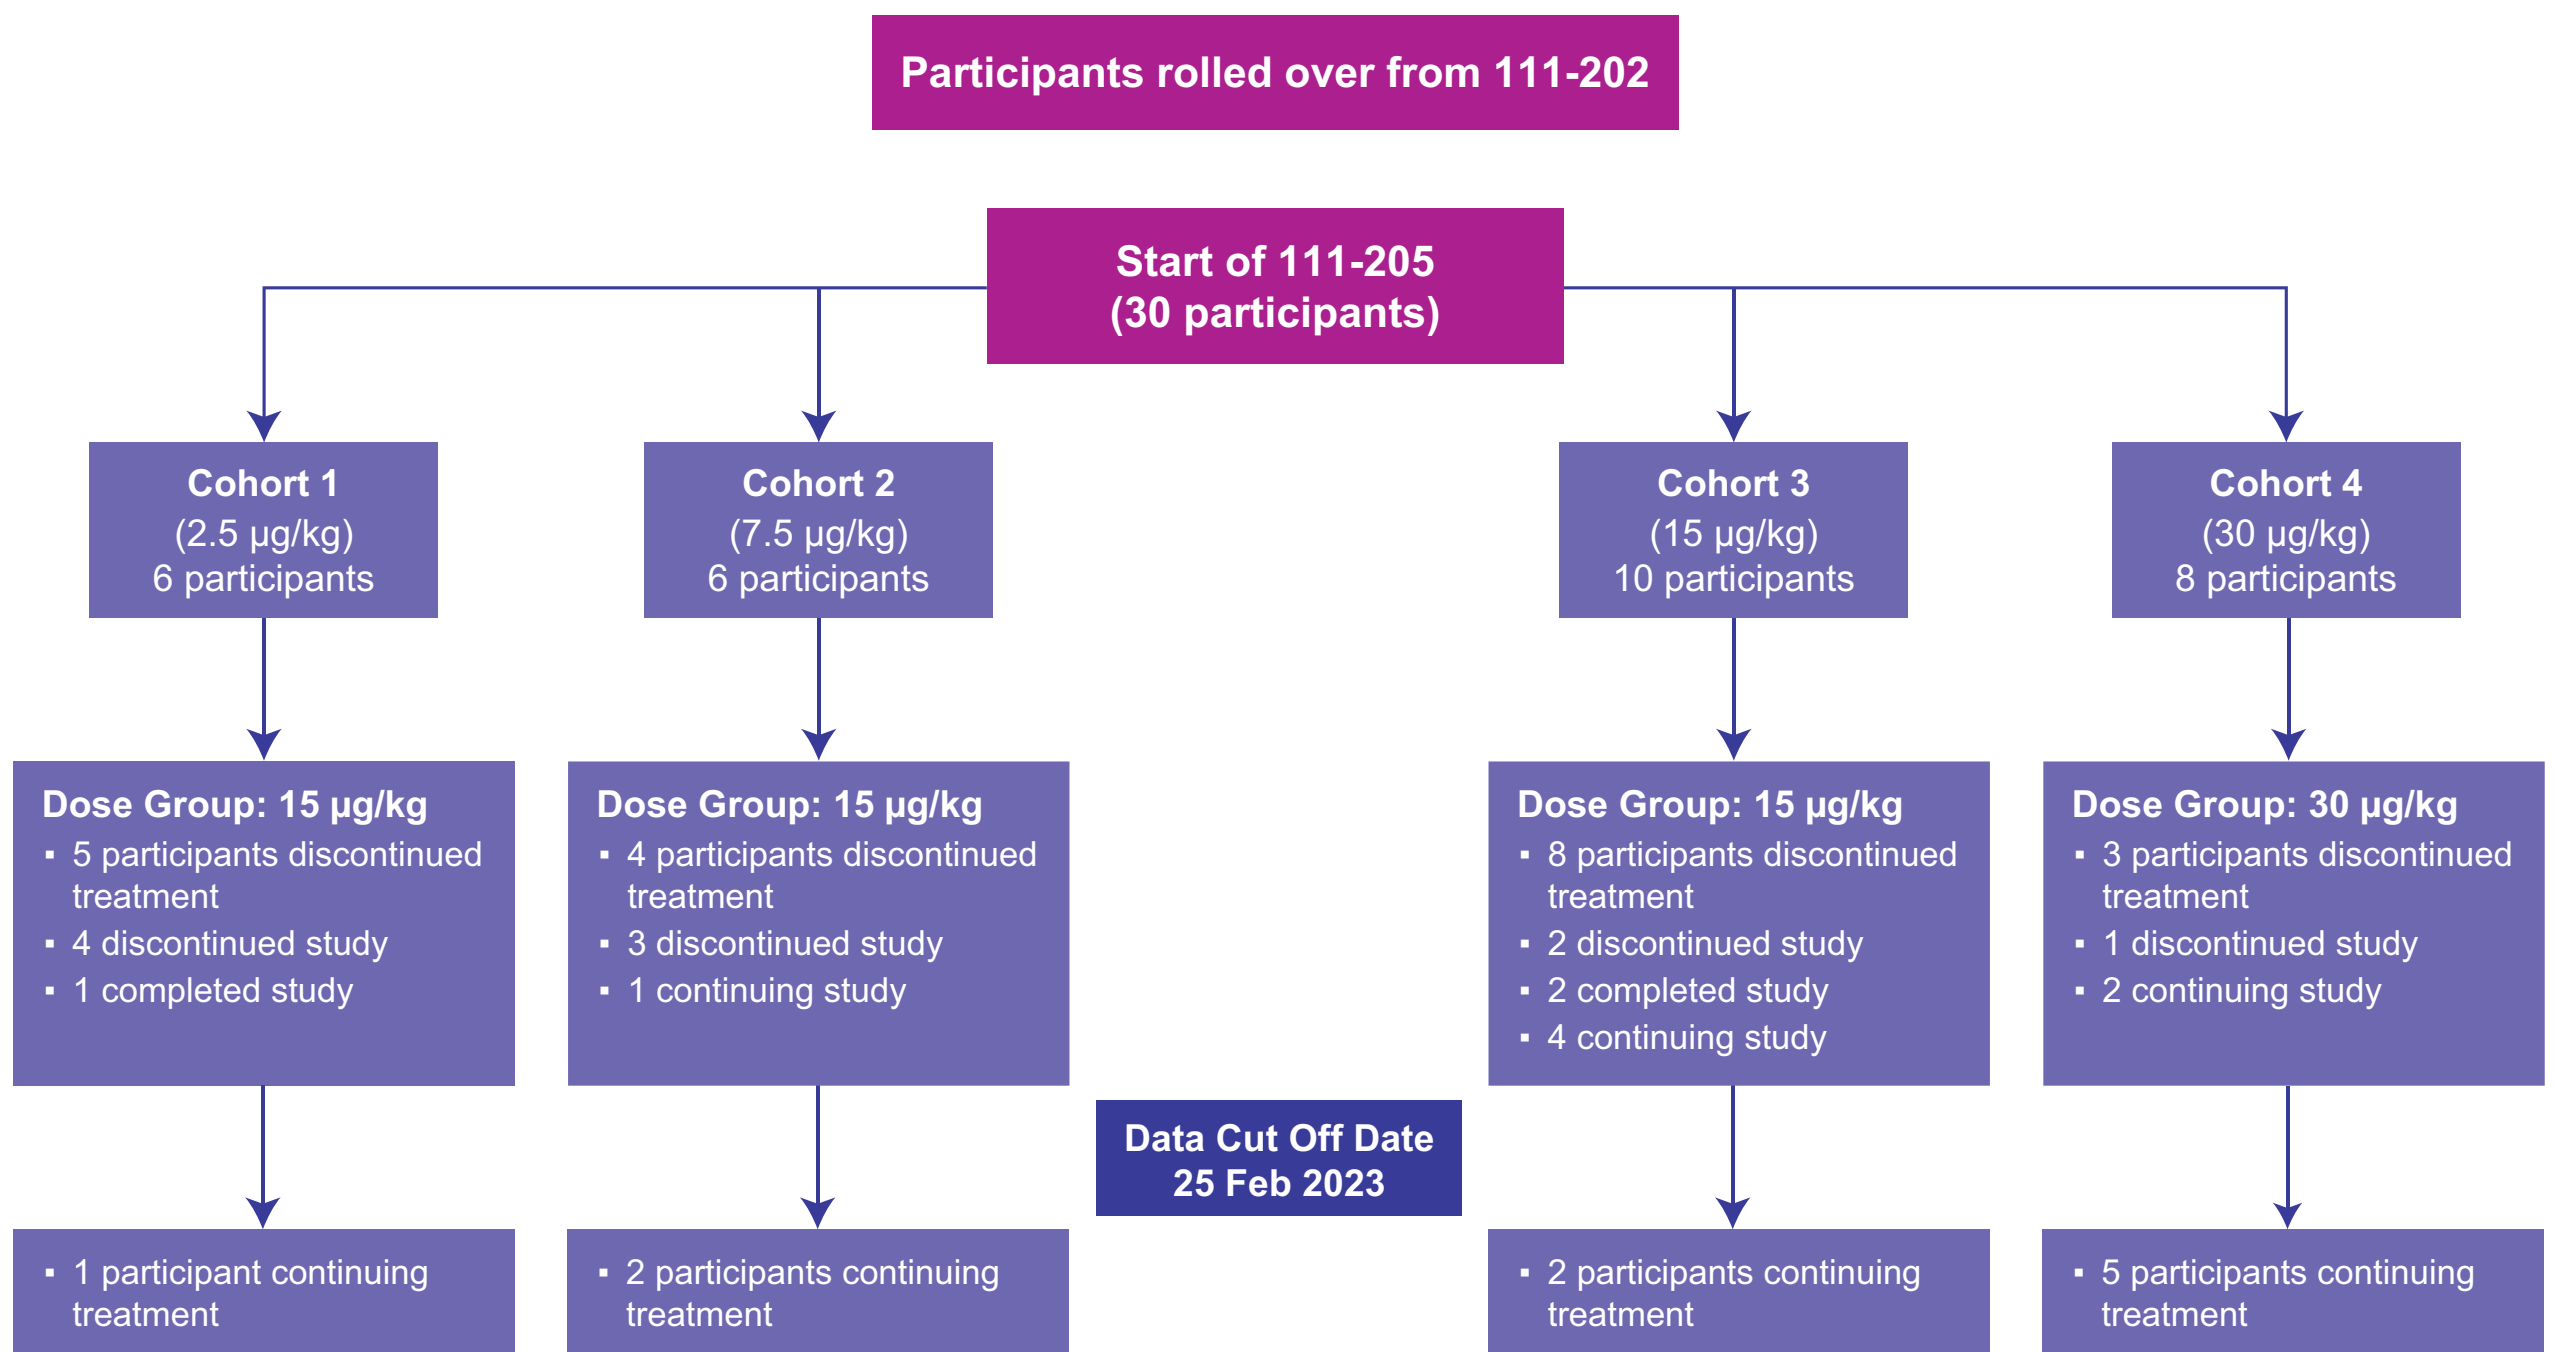 Participants rolled over from 111-202
Start of 111-205
(30 participants)
Cohort 1
(2.5 µg/kg)
6 participants
Cohort 2
(7.5 µg/kg)
6 participants
Cohort 3
(15 µg/kg)
10 participants
Cohort 4
(30 µg/kg)
8 participants
Dose Group: 15 µg/kg
▪ 5 participants discontinued
treatment
▪ 4 discontinued study
▪ 1 completed study
Dose Group: 15 µg/kg
▪ 4 participants discontinued
treatment
▪ 3 discontinued study
▪ 1 continuing study
Dose Group: 15 µg/kg
▪ 8 participants discontinued
treatment
▪ 2 discontinued study
▪ 2 completed study
▪ 4 continuing study
Dose Group: 30 µg/kg
▪ 3 participants discontinued
treatment
▪ 1 discontinued study
▪ 2 continuing study
Data Cut Off Date
25 Feb 2023
▪ 1 participant continuing
treatment
▪ 2 participants continuing
treatment
▪ 2 participants continuing
treatment
▪ 5 participants continuing
treatment